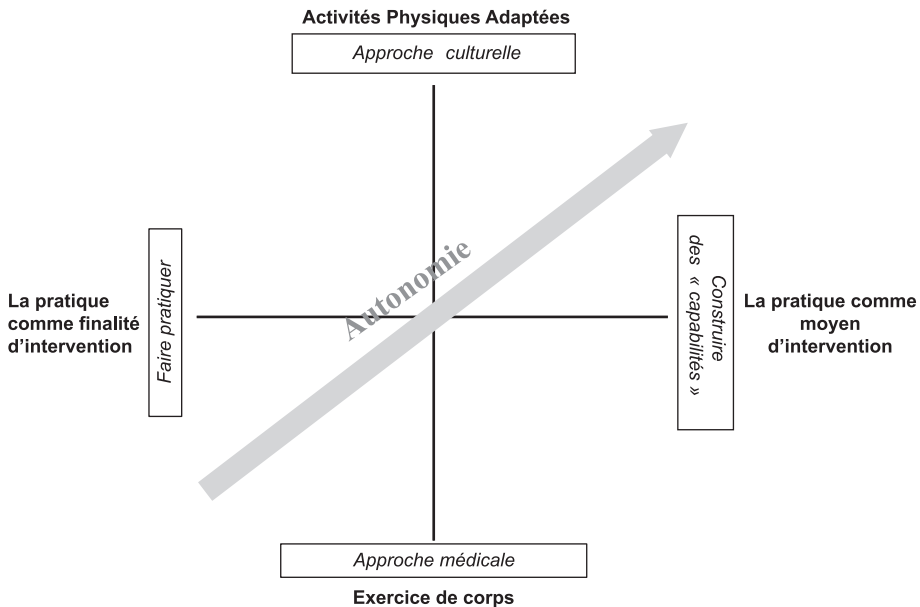 Activités Physiques Adaptées
Approche culturelle
Autonomie
La pratique
comme finalité
d'intervention
Faire pratiquer
Construire
des « capabilités »
La pratique comme
moyen
d'intervention
Approche médicale
Exercice de corps